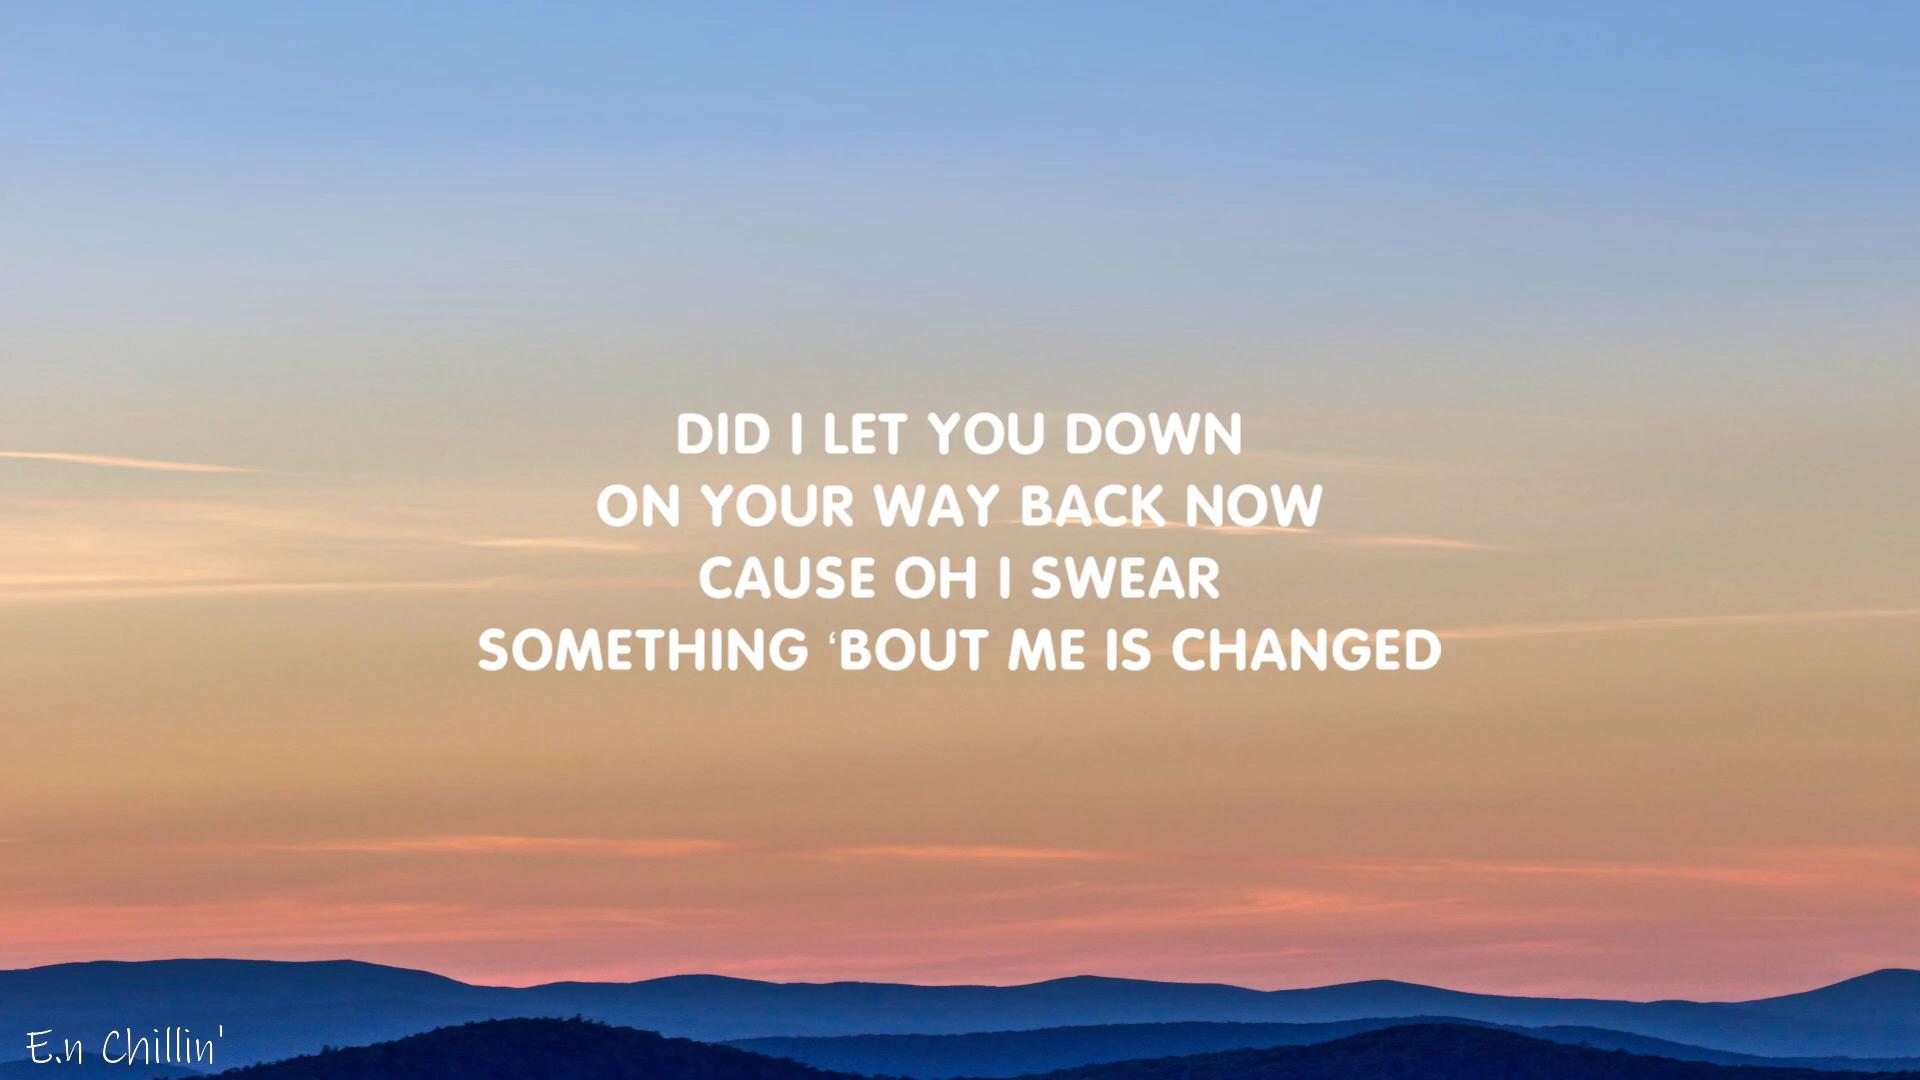 DID I LET YOU DOWN
ON YOUR WAY BACK NOW
CAUSE OH I SWEAR
SOMETHING ‘BOUT ME IS CHANGED
E.n Chillin'